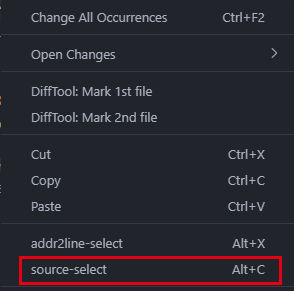 Change All Occurrences Ctrl+F2
Open Changes
DiffTool: Mark 1st file
DiffTool: Mark 2nd file
Cut Ctrl+X
Copy Ctrl+C
Paste Ctrl+V
addr2line-select Alt+X
source-select Alt+C